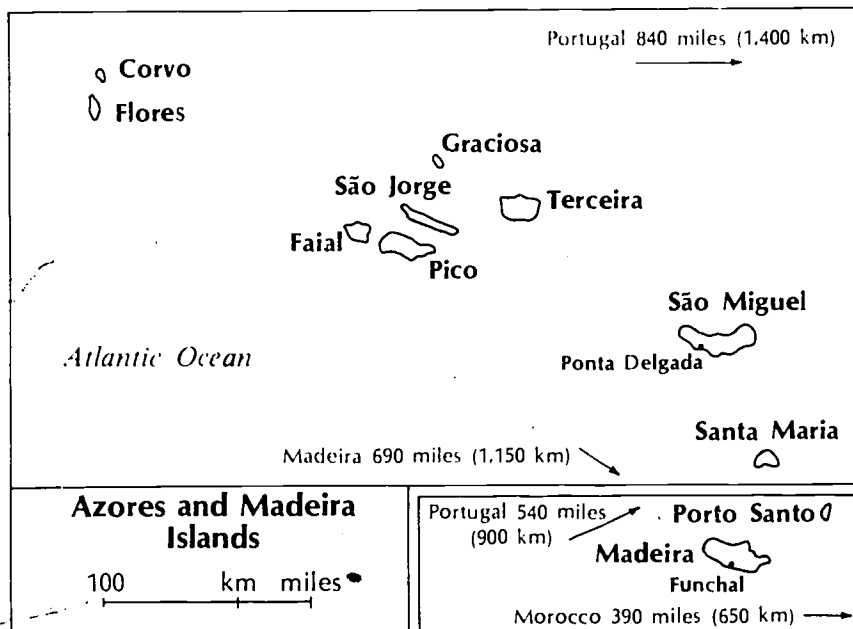 Portugal 840 miles (1,400 km)
Corvo
Flores
Graciosa
São Jorge
Terceira
Faial
Pico
São Miguel
Ponta Delgada
Atlantic Ocean
Santa Maria
Madeira 690 miles (1,150 km)
Azores and Madeira
Islands
100 km miles
Portugal 540 miles
(900 km)
Porto Santo
Madeira
Funchal
Morocco 390 miles (650 km)